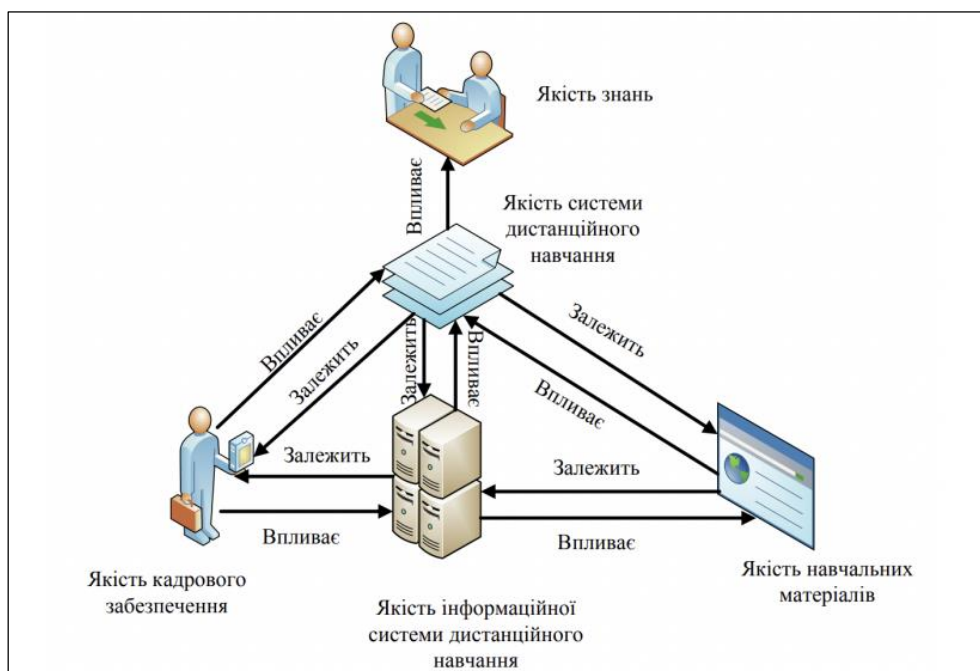 Якість знань
Впливає
Якість системи
дистанційного
навчання
Впливає
Залежить
Залежить
Впливає
Залежить
Впливає
Залежить
Залежить
Впливає
Впливає
Якість кадрового
забезпечення
Якість інформаційної
системи дистанційного
навчання
Якість навчальних
матеріалів